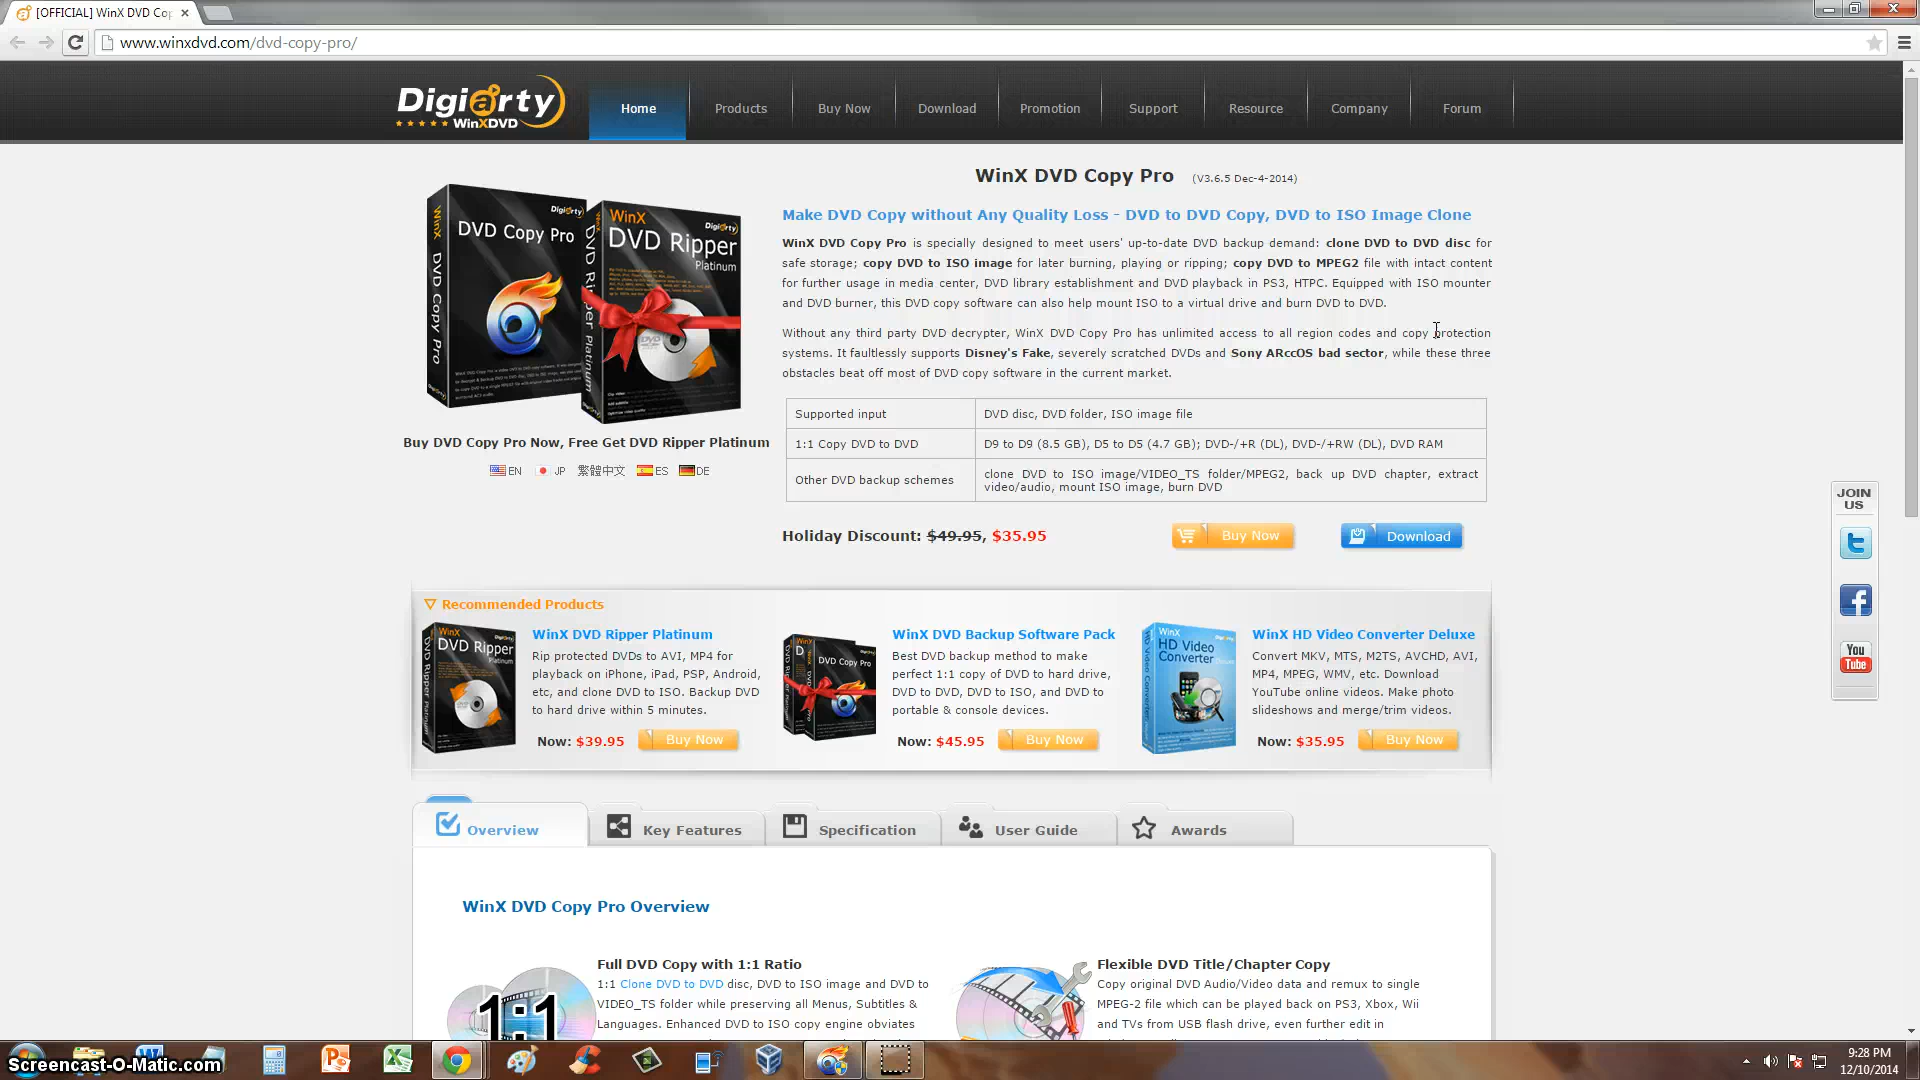 [OFFICIAL] WinX DVD Cop
www.winxdvd.com/dvd-copy-pro/
Digiarty
WinXDVD
Home
Products
Buy Now
Download
Promotion
Support
Resource
Company
Forum
WinX DVD Copy Pro (V3.6.5 Dec-4-2014)
Make DVD Copy without Any Quality Loss - DVD to DVD Copy, DVD to ISO Image Clone
WinX DVD Copy Pro is specially designed to meet users' up-to-date DVD backup demand: clone DVD to DVD disc for
safe storage; copy DVD to ISO image for later burning, playing or ripping; copy DVD to MPEG2 file with intact content
for further usage in media center, DVD library establishment and DVD playback in PS3, HTPC. Equipped with ISO mounter
and DVD burner, this DVD copy software can also help mount ISO to a virtual drive and burn DVD to DVD.
Without any third party DVD decrypter, WinX DVD Copy Pro has unlimited access to all region codes and copy protection
systems. It faultlessly supports Disney's Fake, severely scratched DVDs and Sony ARccOS bad sector, while these three
obstacles beat off most of DVD copy software in the current market.
Supported input
DVD disc, DVD folder, ISO image file
1:1 Copy DVD to DVD
D9 to D9 (8.5 GB), D5 to D5 (4.7 GB); DVD-/+R (DL), DVD-/+RW (DL), DVD RAM
Other DVD backup schemes
clone DVD to ISO image/VIDEO_TS folder/MPEG2, back up DVD chapter, extract
video/audio, mount ISO image, burn DVD
Holiday Discount: $49.95, $35.95
Buy Now
Download
Digiarty
DVD Copy Pro
WinX
DVD Copy Pro
WinX
Digiarty
DVD Ripper
Platinum
DVD Ripper Platinum
Buy DVD Copy Pro Now, Free Get DVD Ripper Platinum
EN JP 繁體中文 ES DE
JOIN
US
You
Tube
Recommended Products
WinX
DVD Ripper
Platinum
WinX DVD Ripper Platinum
Rip protected DVDs to AVI, MP4 for
playback on iPhone, iPad, PSP, Android,
etc, and clone DVD to ISO. Backup DVD
to hard drive within 5 minutes.
Now: $39.95
Buy Now
DVD Copy Pro
WinX DVD Backup Software Pack
Best DVD backup method to make
perfect 1:1 copy of DVD to hard drive,
DVD to DVD, DVD to ISO, and DVD to
portable & console devices.
Now: $45.95
Buy Now
WinX
HD Video
Converter
WinX HD Video Converter Deluxe
Convert MKV, MTS, M2TS, AVCHD, AVI,
MP4, MPEG, WMV, etc. Download
YouTube online videos. Make photo
slideshows and merge/trim videos.
Now: $35.95
Buy Now
Overview
Key Features
Specification
User Guide
Awards
WinX DVD Copy Pro Overview
1:1
Full DVD Copy with 1:1 Ratio
1:1 Clone DVD to DVD disc, DVD to ISO image and DVD to
VIDEO_TS folder while preserving all Menus, Subtitles &
Languages. Enhanced DVD to ISO copy engine obviates
Flexible DVD Title/Chapter Copy
Copy original DVD Audio/Video data and remux to single
MPEG-2 file which can be played back on PS3, Xbox, Wii
and TVs from USB flash drive, even further edit in
Screencast-O-Matic.com
9:28 PM
12/10/2014